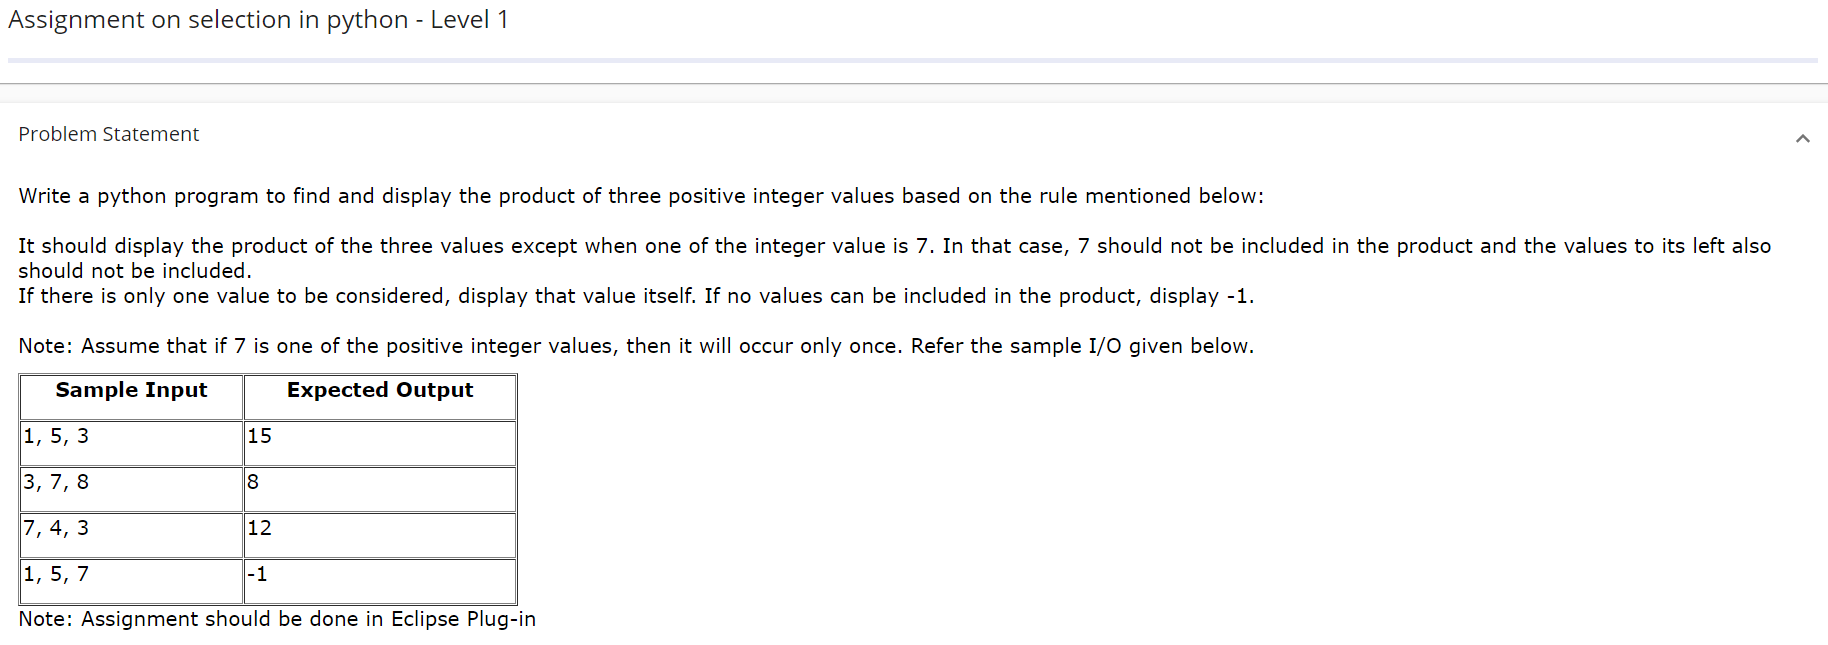 Assignment on selection in python - Level 1
Problem Statement
Write a python program to find and display the product of three positive integer values based on the rule mentioned below:
It should display the product of the three values except when one of the integer value is 7. In that case, 7 should not be included in the product and the values to its left also
should not be included.
If there is only one value to be considered, display that value itself. If no values can be included in the product, display -1.
Note: Assume that if 7 is one of the positive integer values, then it will occur only once. Refer the sample I/O given below.
Sample Input Expected Output
1, 5, 3 15
3, 7, 8 8
7, 4, 3 12
1, 5, 7 -1
Note: Assignment should be done in Eclipse Plug-in